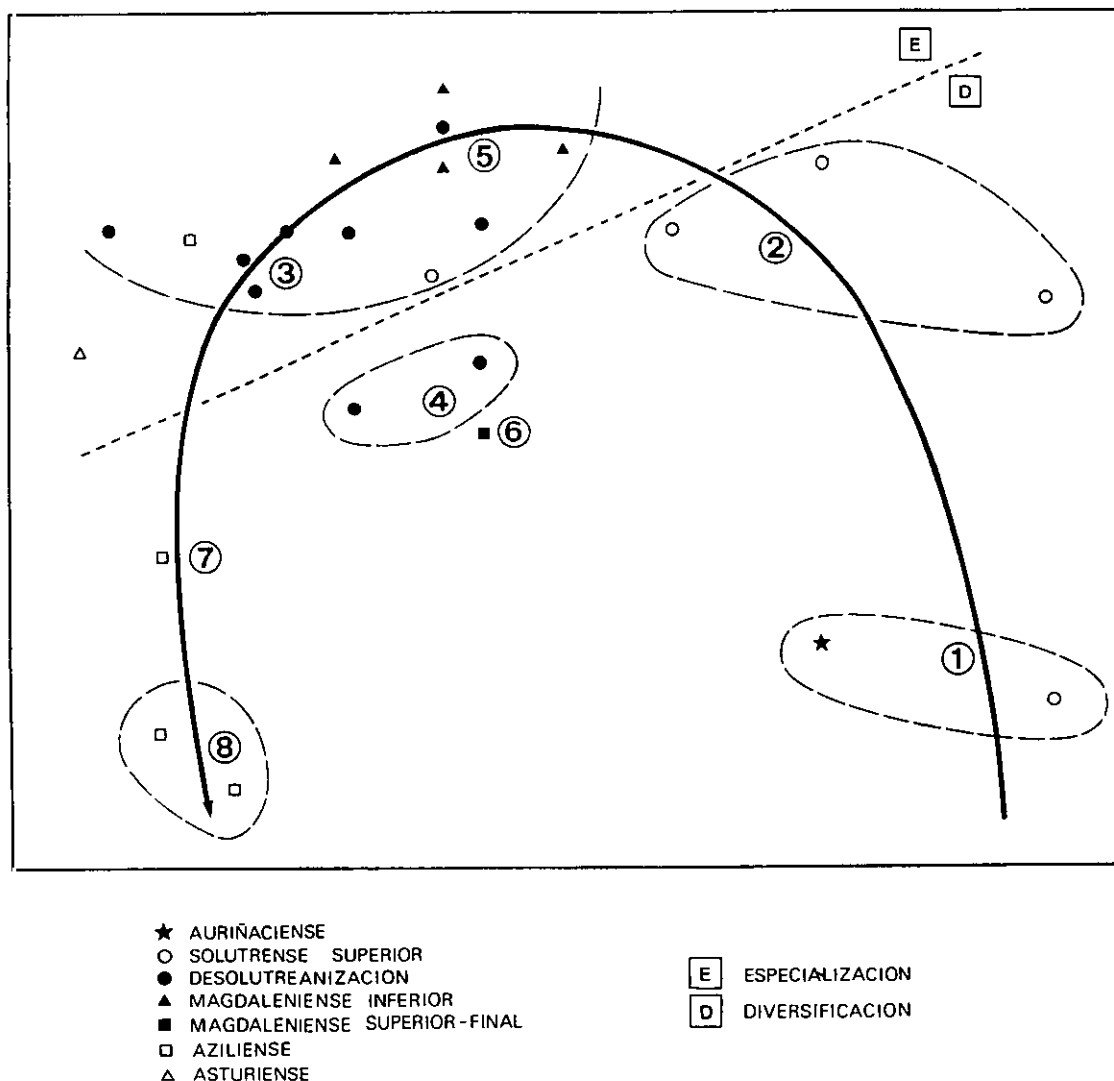 E
D
⑤
②
③
④
⑥
⑦
①
⑧
★ AURIÑACIENSE
○ SOLUTRENSE SUPERIOR
● DESOLUTREANIZACION
▲ MAGDALENIENSE INFERIOR
■ MAGDALENIENSE SUPERIOR-FINAL
□ AZILIENSE
△ ASTURIENSE
E ESPECIALIZACION
D DIVERSIFICACION